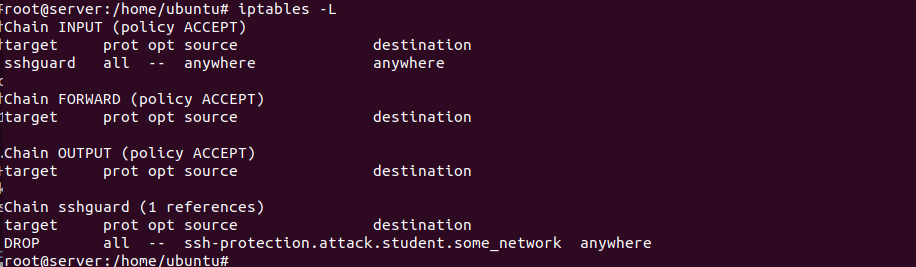 root@server:/home/ubuntu# iptables -L
Chain INPUT (policy ACCEPT)
target     prot opt source               destination
sshguard   all  --  anywhere             anywhere
Chain FORWARD (policy ACCEPT)
target     prot opt source               destination
Chain OUTPUT (policy ACCEPT)
target     prot opt source               destination
Chain sshguard (1 references)
target     prot opt source               destination
DROP       all  --  ssh-protection.attack.student.some_network  anywhere
root@server:/home/ubuntu#